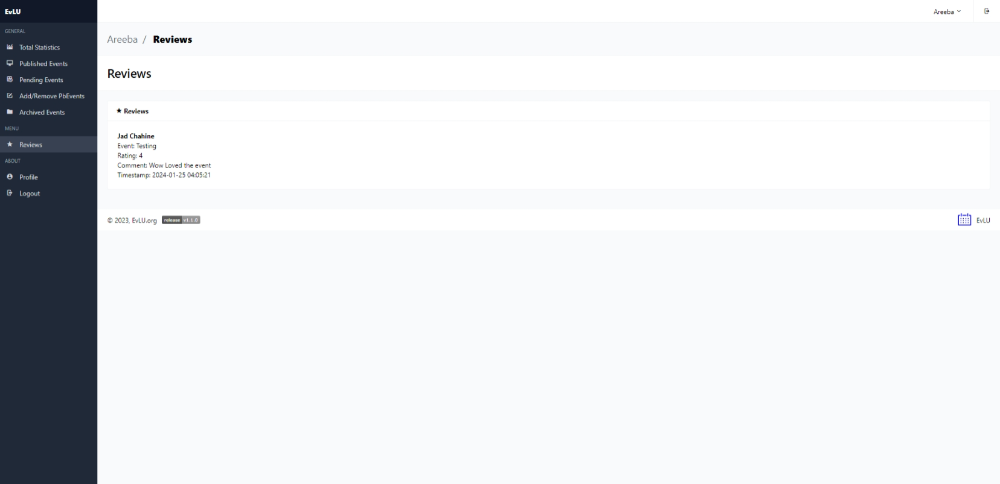 EvLU
Areeba
GENERAL
Total Statistics
Published Events
Pending Events
Add/Remove PbEvents
Archived Events
MENU
Reviews
ABOUT
Profile
Logout
Areeba / Reviews
Reviews
★ Reviews
Jad Chahine
Event: Testing
Rating: 4
Comment: Wow Loved the event
Timestamp: 2024-01-25 04:05:21
© 2023, EvLU.org release v1.1.0
EvLU